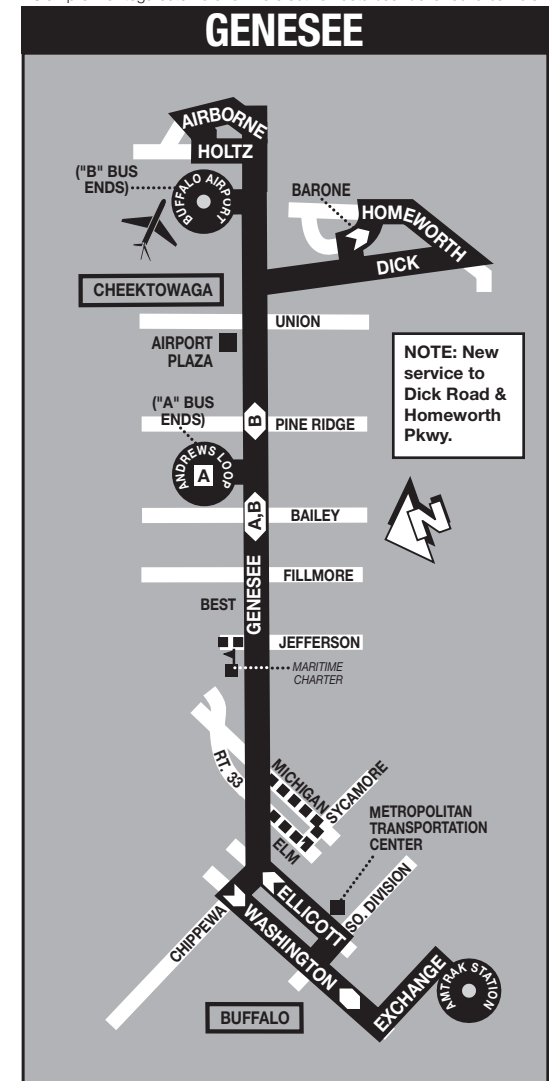 GENESEE
AIRBORNE
HOLTZ
("B" BUS
ENDS)
BUFFALO AIRPORT
BARONE
HOMEWORTH
DICK
CHEEKTOWAGA
UNION
AIRPORT
PLAZA
NOTE: New
service to
Dick Road &
Homeworth
Pkwy.
("A" BUS
ENDS)
B
PINE RIDGE
ANDREWS LOOP
A
N
A,B
BAILEY
FILLMORE
GENESEE
BEST
JEFFERSON
MARITIME
CHARTER
RT. 33
MICHIGAN
SYCAMORE
ELM
METROPOLITAN
TRANSPORTATION
CENTER
ELLICOTT
SO. DIVISION
CHIPPEWA
WASHINGTON
EXCHANGE
AMTRAK STATION
BUFFALO